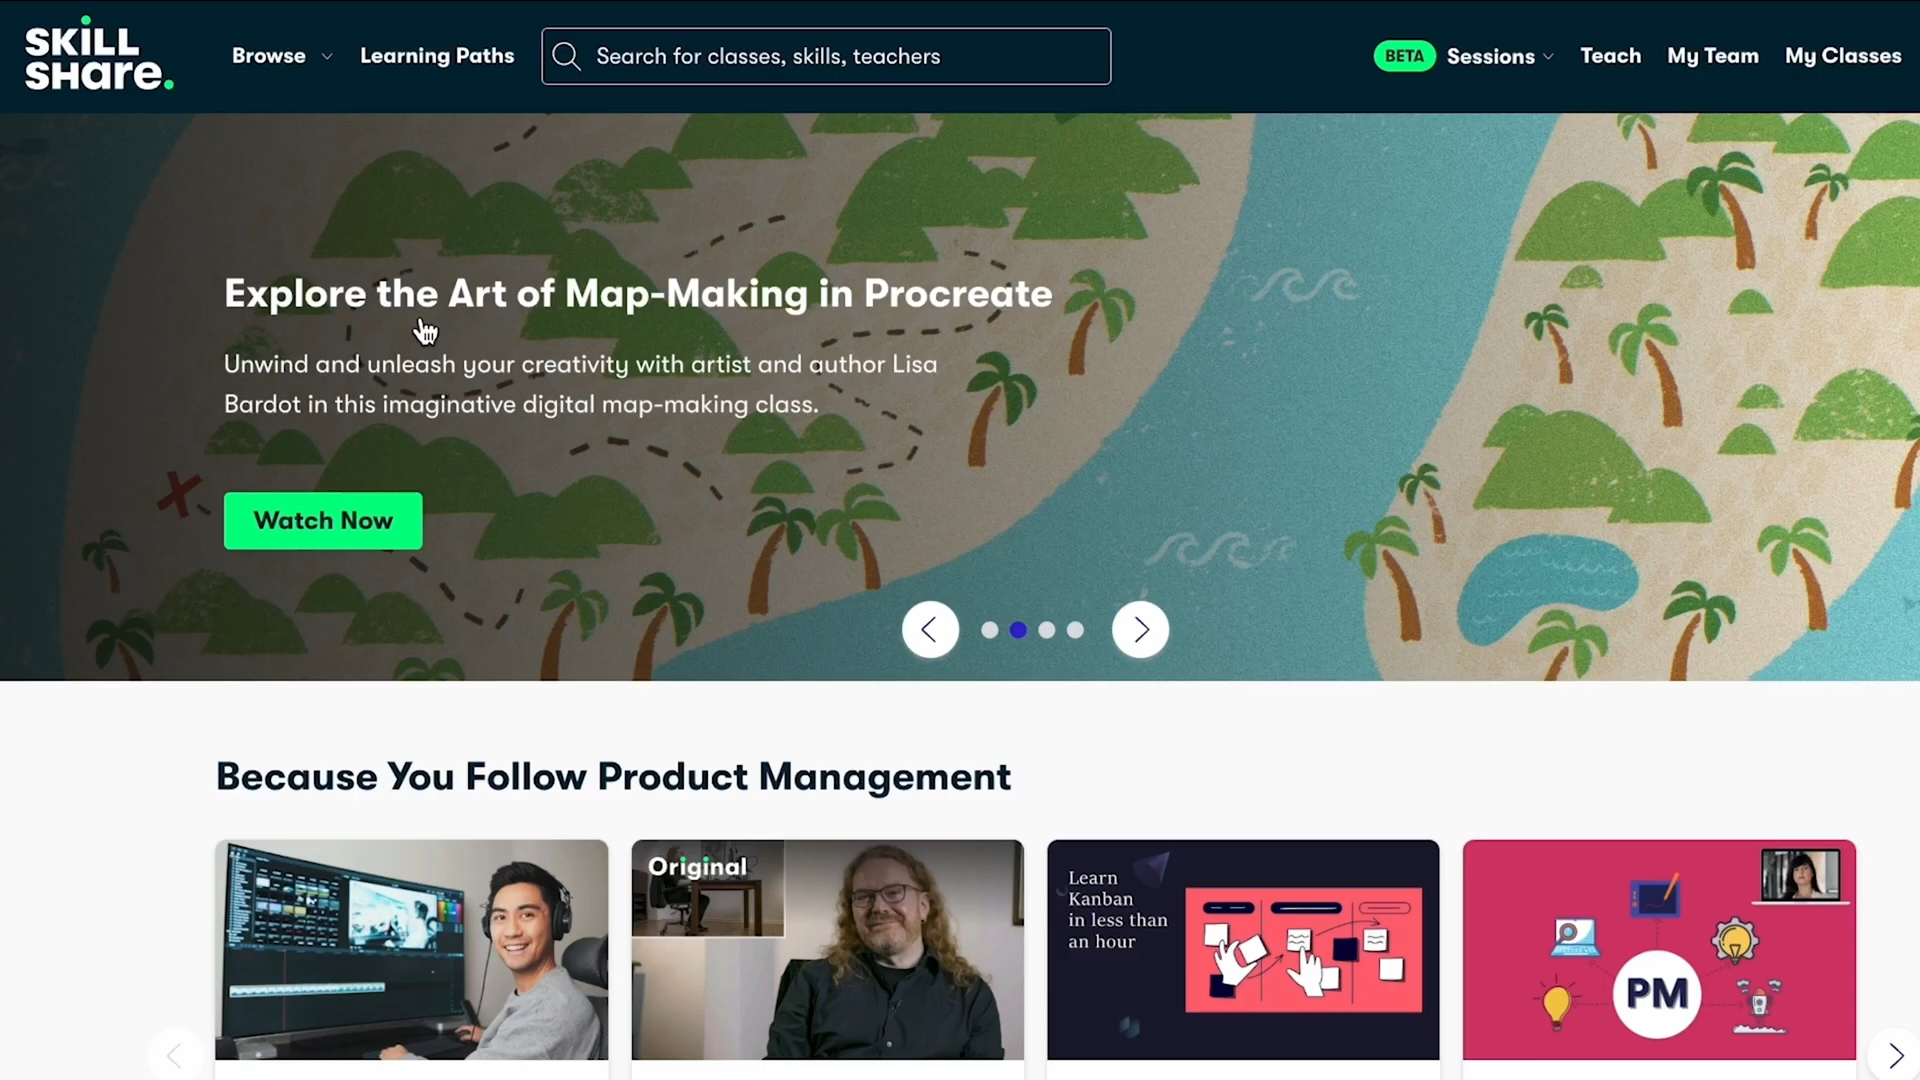 SKILL
SHare.
Browse
Learning Paths
Search for classes, skills, teachers
BETA
Sessions
Teach
My Team
My Classes
Explore the Art of Map-Making in Procreate
Unwind and unleash your creativity with artist and author Lisa
Bardot in this imaginative digital map-making class.
Watch Now
Because You Follow Product Management
Original
Learn
Kanban
in less than
an hour
PM